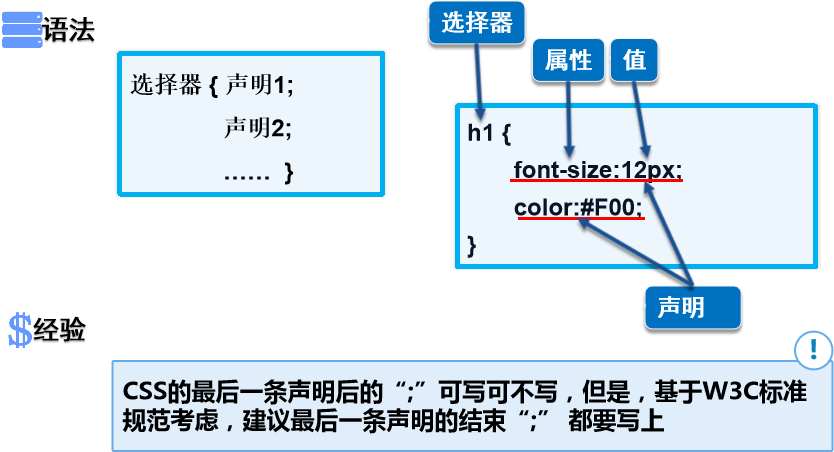 语法
选择器 { 声明1;
声明2;
…… }
选择器
属性
值
h1 {
font-size:12px;
color:#F00;
}
声明
经验
!
CSS的最后一条声明后的“;”可写可不写，但是，基于W3C标准
规范考虑，建议最后一条声明的结束“;” 都要写上